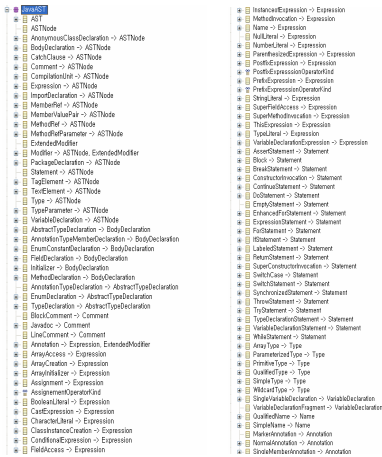 JavaAST
AST
ASTNode
AnonymousClassDeclaration -> ASTNode
BodyDeclaration -> ASTNode
CatchClause -> ASTNode
Comment -> ASTNode
CompilationUnit -> ASTNode
Expression -> ASTNode
ImportDeclaration -> ASTNode
MemberRef -> ASTNode
MemberValuePair -> ASTNode
MethodRef -> ASTNode
MethodRefParameter -> ASTNode
ExtendedModifier
Modifier -> ASTNode, ExtendedModifier
PackageDeclaration -> ASTNode
Statement -> ASTNode
TagElement -> ASTNode
TextElement -> ASTNode
Type -> ASTNode
TypeParameter -> ASTNode
VariableDeclaration -> ASTNode
AbstractTypeDeclaration -> BodyDeclaration
AnnotationTypeMemberDeclaration -> BodyDeclaration
EnumConstantDeclaration -> BodyDeclaration
FieldDeclaration -> BodyDeclaration
Initializer -> BodyDeclaration
MethodDeclaration -> BodyDeclaration
AnnotationTypeDeclaration -> AbstractTypeDeclaration
EnumDeclaration -> AbstractTypeDeclaration
TypeDeclaration -> AbstractTypeDeclaration
BlockComment -> Comment
Javadoc -> Comment
LineComment -> Comment
Annotation -> Expression, ExtendedModifier
ArrayAccess -> Expression
ArrayCreation -> Expression
ArrayInitializer -> Expression
Assignment -> Expression
AssignementOperatorKind
BooleanLiteral -> Expression
CastExpression -> Expression
CharacterLiteral -> Expression
ClassInstanceCreation -> Expression
ConditionalExpression -> Expression
FieldAccess -> Expression
InstanceofExpression -> Expression
MethodInvocation -> Expression
Name -> Expression
NullLiteral -> Expression
NumberLiteral -> Expression
ParenthesizedExpression -> Expression
PostfixExpression -> Expression
PostfixExpressionOperatorKind
PrefixExpression -> Expression
PrefixExpresssionOperatorKind
StringLiteral -> Expression
SuperFieldAccess -> Expression
SuperMethodInvocation -> Expression
ThisExpression -> Expression
TypeLiteral -> Expression
VariableDeclarationExpression -> Expression
AssertStatement -> Statement
Block -> Statement
BreakStatement -> Statement
ConstructorInvocation -> Statement
ContinueStatement -> Statement
DoStatement -> Statement
EmptyStatement -> Statement
EnhancedForStatement -> Statement
ExpressionStatement -> Statement
ForStatement -> Statement
IfStatement -> Statement
LabeledStatement -> Statement
ReturnStatement -> Statement
SuperConstructorInvocation -> Statement
SwitchCase -> Statement
SwitchStatement -> Statement
SynchronizedStatement -> Statement
ThrowStatement -> Statement
TryStatement -> Statement
TypeDeclarationStatement -> Statement
VariableDeclarationStatement -> Statement
WhileStatement -> Statement
ArrayType -> Type
ParameterizedType -> Type
PrimitiveType -> Type
QualifiedType -> Type
SimpleType -> Type
WildcardType -> Type
SingleVariableDeclaration -> VariableDeclaration
VariableDeclarationFragment -> VariableDeclaration
QualifiedName -> Name
SimpleName -> Name
MarkerAnnotation -> Annotation
NormalAnnotation -> Annotation
SingleMemberAnnotation -> Annotation